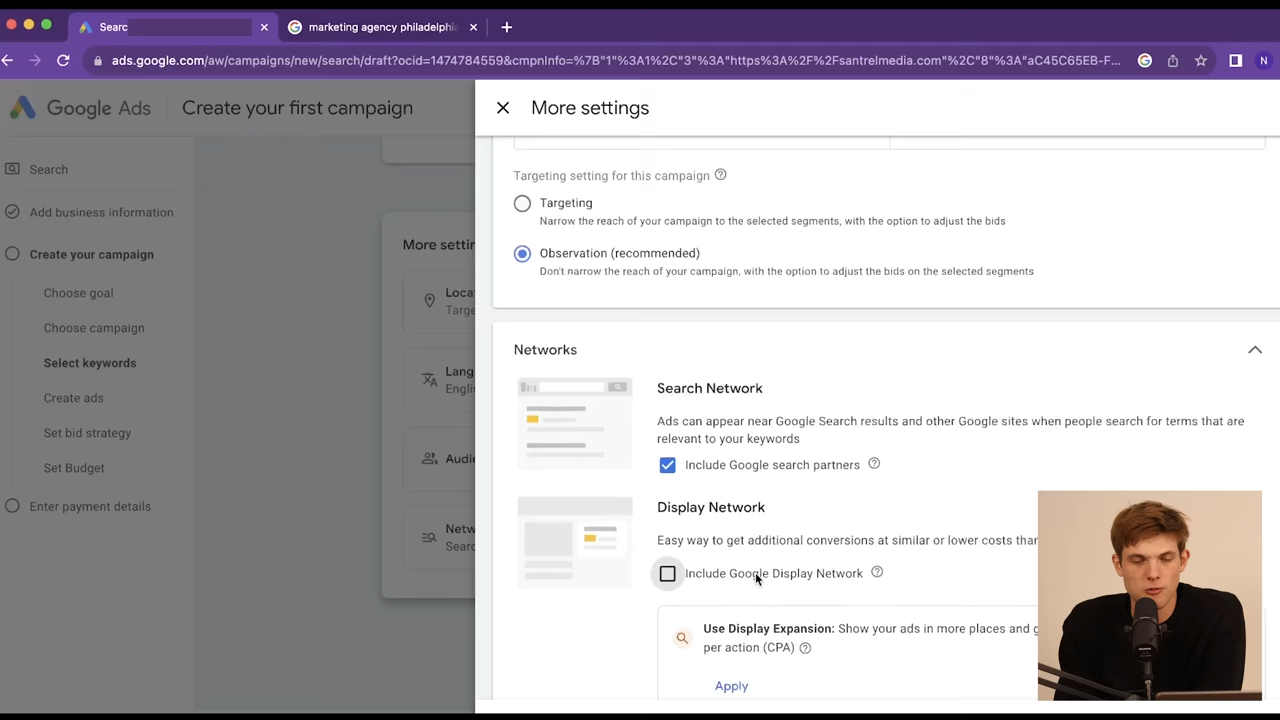 Searc
marketing agency philadelphi
ads.google.com/aw/campaigns/new/search/draft?ocid=1474784559&cmpnInfo=%7B"1"%3A1%2C"3"%3A"https%3A%2F%2Fsantrelmedia.com"%2C"8"%3A"aC45C65EB-F...
N
Google Ads
Create your first campaign
More settings
Search
Add business information
Create your campaign
Choose goal
Choose campaign
Select keywords
Create ads
Set bid strategy
Set Budget
Enter payment details
More settin
Loca
Targe
Lang
English
Audie
Netw
Searc
Targeting setting for this campaign
Targeting
Narrow the reach of your campaign to the selected segments, with the option to adjust the bids
Observation (recommended)
Don't narrow the reach of your campaign, with the option to adjust the bids on the selected segments
Networks
Search Network
Ads can appear near Google Search results and other Google sites when people search for terms that are
relevant to your keywords
Include Google search partners
Display Network
Easy way to get additional conversions at similar or lower costs than
Include Google Display Network
Use Display Expansion: Show your ads in more places and g
per action (CPA)
Apply